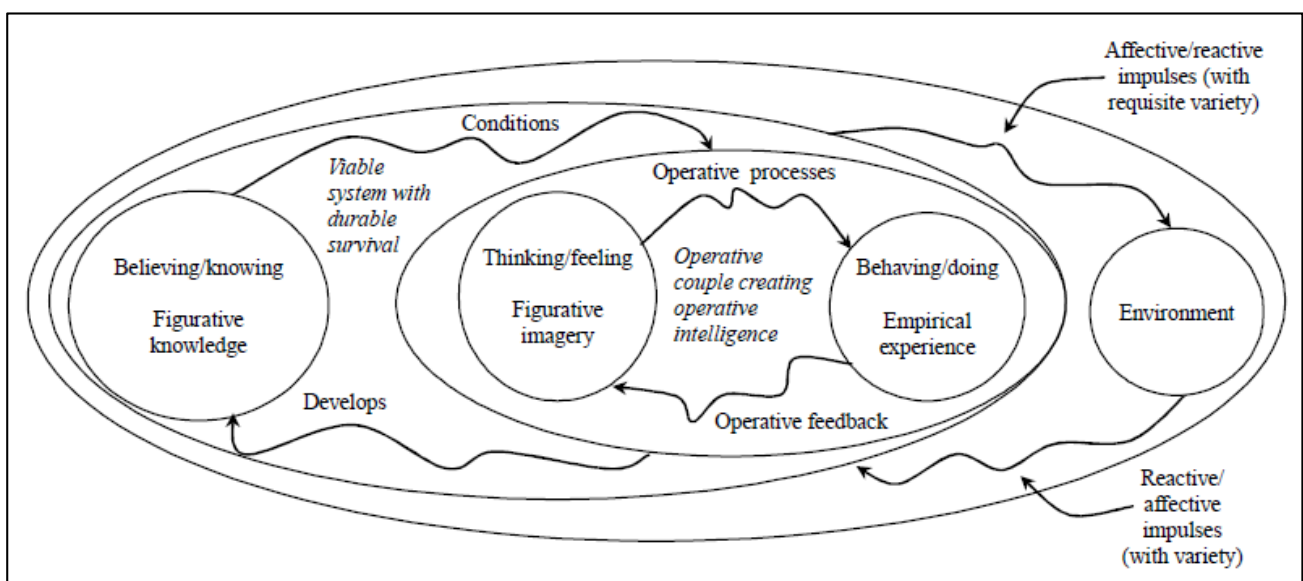 Affective/reactive
impulses (with
requisite variety)
Conditions
Viable
system with
durable
survival
Operative processes
Believing/knowing
Figurative
knowledge
Thinking/feeling
Figurative
imagery
Operative
couple creating
operative
intelligence
Behaving/doing
Empirical
experience
Environment
Develops
Operative feedback
Reactive/
affective
impulses
(with variety)